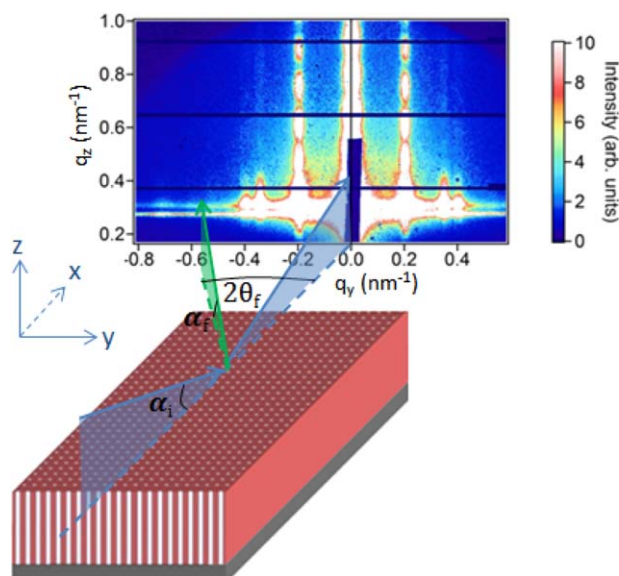 1.0
0.8
0.6
0.4
0.2
qz (nm⁻¹)
-0.8 -0.6 -0.4 -0.2 0.0 0.2 0.4
qy (nm⁻¹)
10
8
6
4
2
0
Intensity (arb. units)
z
x
y
2θf
αf
αi